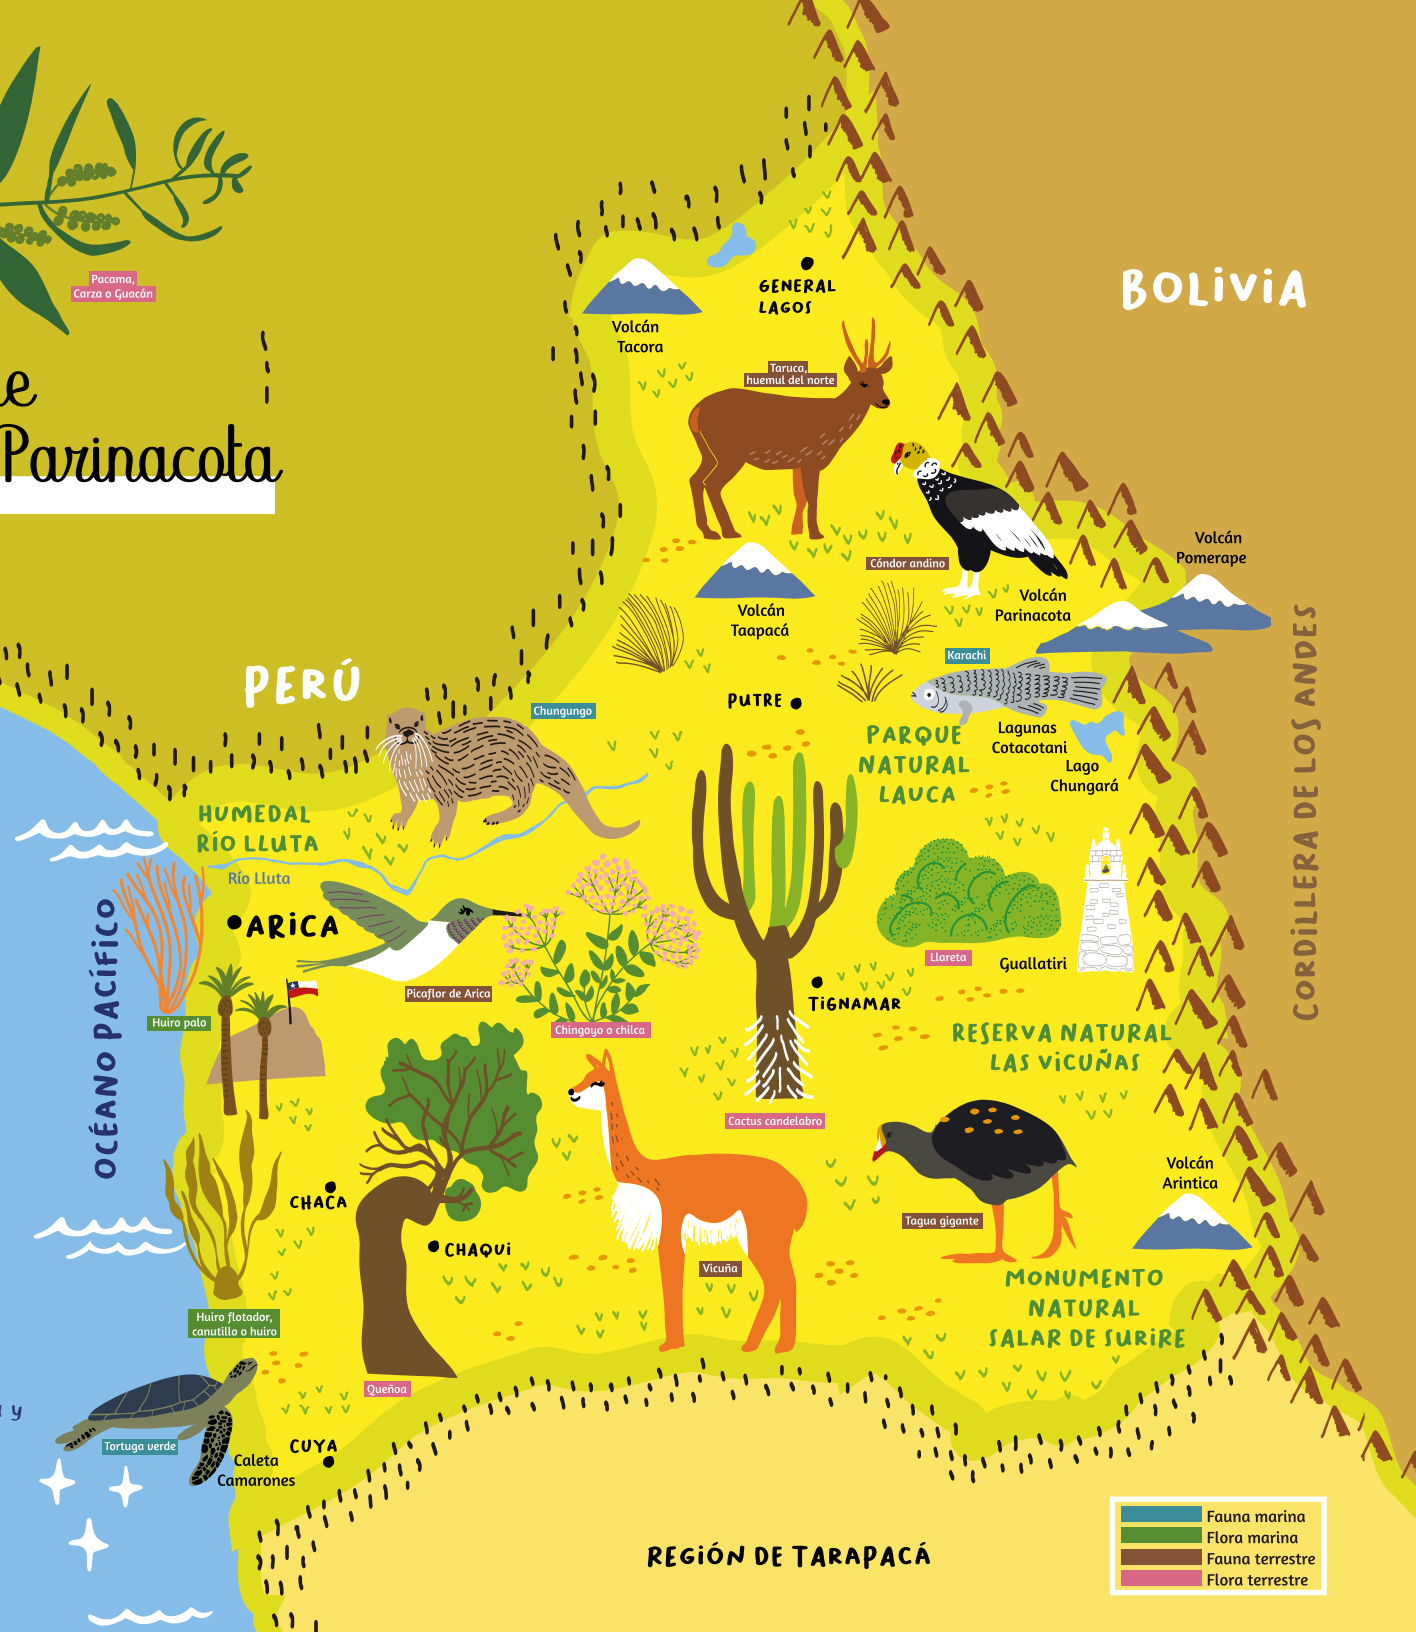 Pacama,
Carza o Guacán
e
Parinacota
BOLiViA
GENERAL
LAGOS
Volcán
Tacora
Taruca,
huemul del norte
Cóndor andino
Volcán
Pomerape
Volcán
Parinacota
Volcán
Taapacá
Karachi
PERÚ
Chungungo
PUTRE
PARQUE
NATURAL
LAUCA
Lagunas
Cotacotani
Lago
Chungará
CORDiLLERA DE LOS ANDES
HUMEDAL
RÍO LLUTA
Río Lluta
ARiCA
OCÉANO PACÍFICO
Picaflor de Arica
Huiro palo
Chingoyo o chilca
Llareta
Guallatiri
TiGNAMAR
RESERVA NATURAL
LAS ViCUÑAS
Cactus candelabro
CHACA
CHAQUi
Tagua gigante
Volcán
Arintica
Vicuña
MONUMENTO
NATURAL
SALAR DE SURiRE
Huiro flotador,
canutillo o huiro
Queñoa
y
Tortuga verde
CUYA
Caleta
Camarones
REGiÓN DE TARAPACÁ
Fauna marina
Flora marina
Fauna terrestre
Flora terrestre